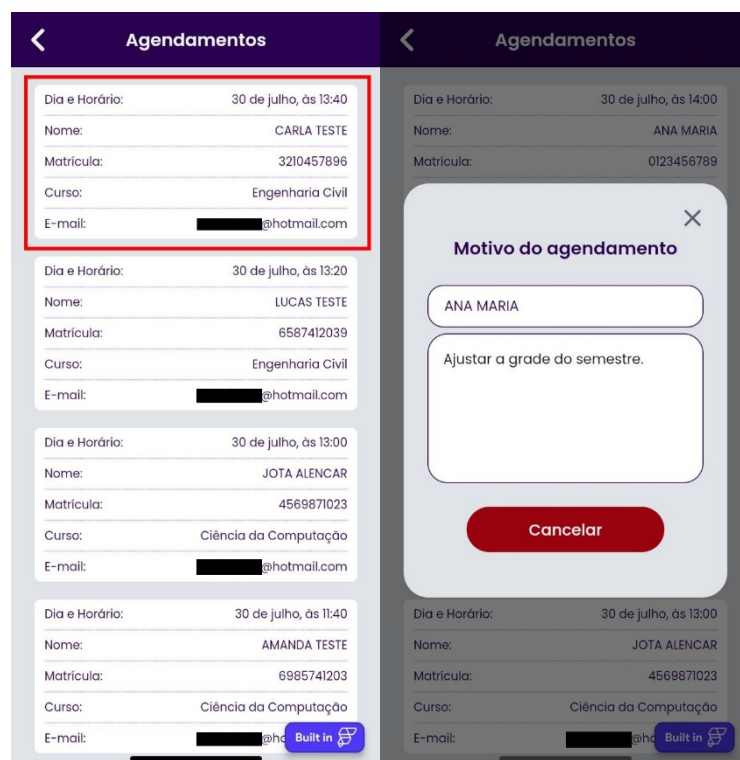 Agendamentos
Dia e Horário: 30 de julho, às 13:40
Nome: CARLA TESTE
Matrícula: 3210457896
Curso: Engenharia Civil
E-mail: @hotmail.com
Dia e Horário: 30 de julho, às 13:20
Nome: LUCAS TESTE
Matrícula: 6587412039
Curso: Engenharia Civil
E-mail: @hotmail.com
Dia e Horário: 30 de julho, às 13:00
Nome: JOTA ALENCAR
Matrícula: 4569871023
Curso: Ciência da Computação
E-mail: @hotmail.com
Dia e Horário: 30 de julho, às 11:40
Nome: AMANDA TESTE
Matrícula: 6985741203
Curso: Ciência da Computação
E-mail:
Built in
Agendamentos
Dia e Horário: 30 de julho, às 14:00
Nome: ANA MARIA
Matrícula: 0123456789
Motivo do agendamento
ANA MARIA
Ajustar a grade do semestre.
Cancelar
Dia e Horário: 30 de julho, às 13:00
Nome: JOTA ALENCAR
Matrícula: 4569871023
Curso: Ciência da Computação
E-mail:
Built in